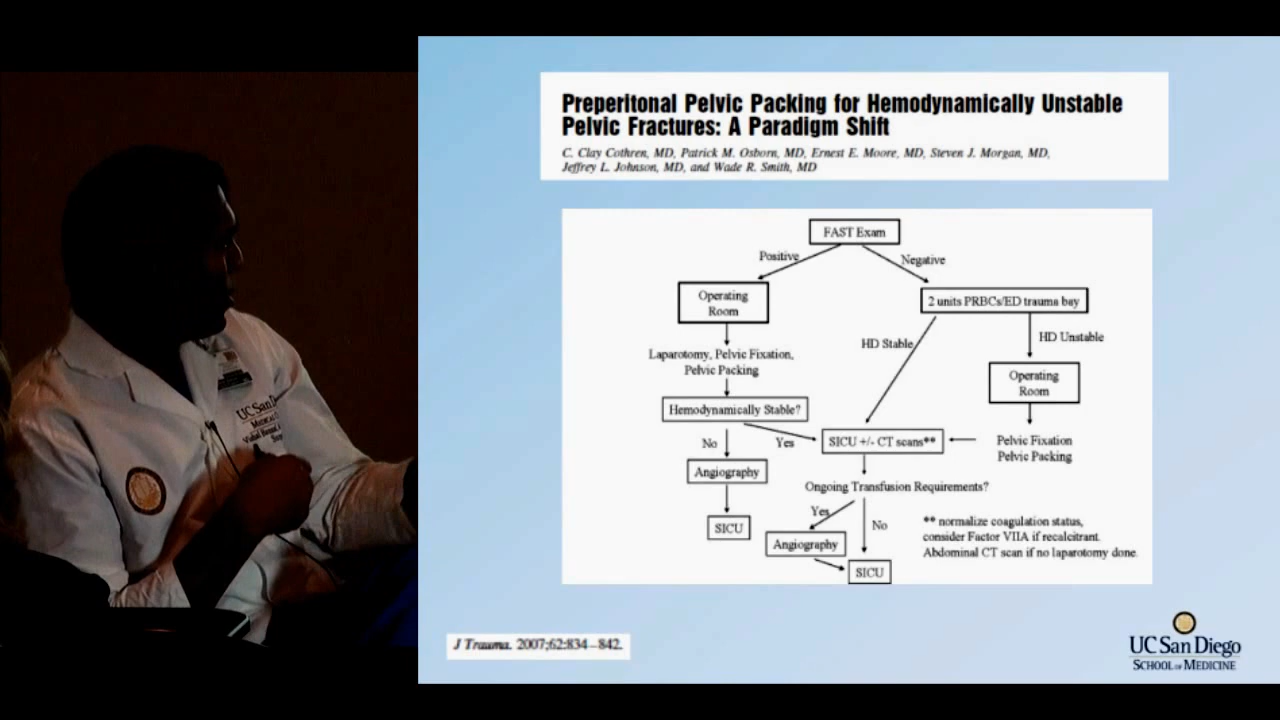 Preperitonal Pelvic Packing for Hemodynamically Unstable
Pelvic Fractures: A Paradigm Shift
C. Clay Cothren, MD, Patrick M. Osborn, MD, Ernest E. Moore, MD, Steven J. Morgan, MD,
Jeffrey L. Johnson, MD, and Wade R. Smith, MD
FAST Exam
Positive
Negative
Operating
Room
2 units PRBCs/ED trauma bay
HD Stable
HD Unstable
Laparotomy, Pelvic Fixation,
Pelvic Packing
Operating
Room
Hemodynamically Stable?
No
Yes
SICU +/- CT scans**
Pelvic Fixation
Pelvic Packing
Angiography
Ongoing Transfusion Requirements?
SICU
Yes
No
Angiography
SICU
** normalize coagulation status,
consider Factor VIIA if recalcitrant.
Abdominal CT scan if no laparotomy done.
J Trauma. 2007;62:834–842.
UC San Diego
SCHOOL OF MEDICINE
UC San